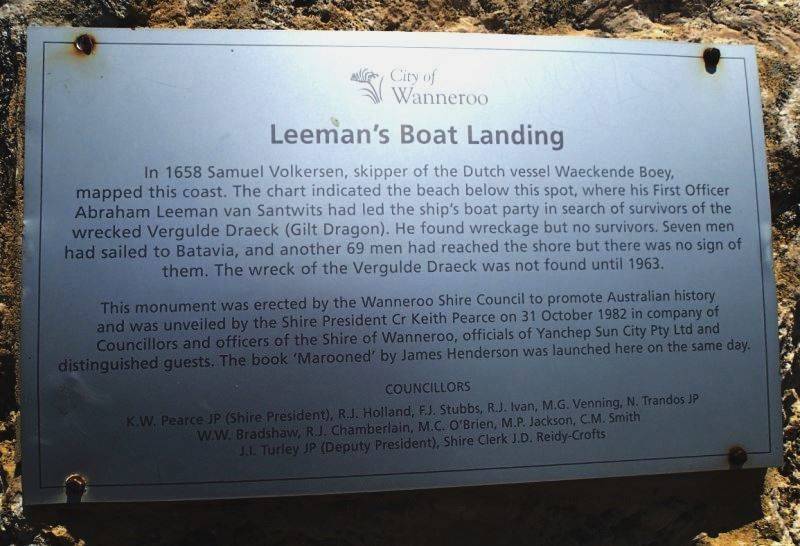 City of
Wanneroo
Leeman's Boat Landing
In 1658 Samuel Volkersen, skipper of the Dutch vessel Waeckende Boey,
mapped this coast. The chart indicated the beach below this spot, where his First Officer
Abraham Leeman van Santwits had led the ship's boat party in search of survivors of the
wrecked Vergulde Draeck (Gilt Dragon). He found wreckage but no survivors. Seven men
had sailed to Batavia, and another 69 men had reached the shore but there was no sign of
them. The wreck of the Vergulde Draeck was not found until 1963.
This monument was erected by the Wanneroo Shire Council to promote Australian history
and was unveiled by the Shire President Cr Keith Pearce on 31 October 1982 in company of
Councillors and officers of the Shire of Wanneroo, officials of Yanchep Sun City Pty Ltd and
distinguished guests. The book 'Marooned' by James Henderson was launched here on the same day.
COUNCILLORS
K.W. Pearce JP (Shire President), R.J. Holland, F.J. Stubbs, R.J. Ivan, M.G. Venning, N. Trandos JP
W.W. Bradshaw, R.J. Chamberlain, M.C. O'Brien, M.P. Jackson, C.M. Smith
J.I. Turley JP (Deputy President), Shire Clerk J.D. Reidy-Crofts